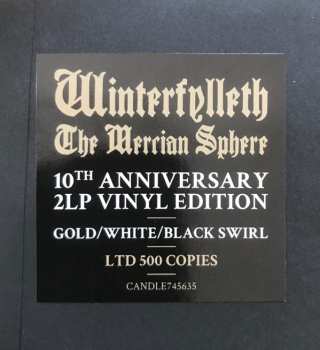 Winterfylleth
The Mercian Sphere
10TH ANNIVERSARY
2LP VINYL EDITION
GOLD/WHITE/BLACK SWIRL
LTD 500 COPIES
CANDLE745635